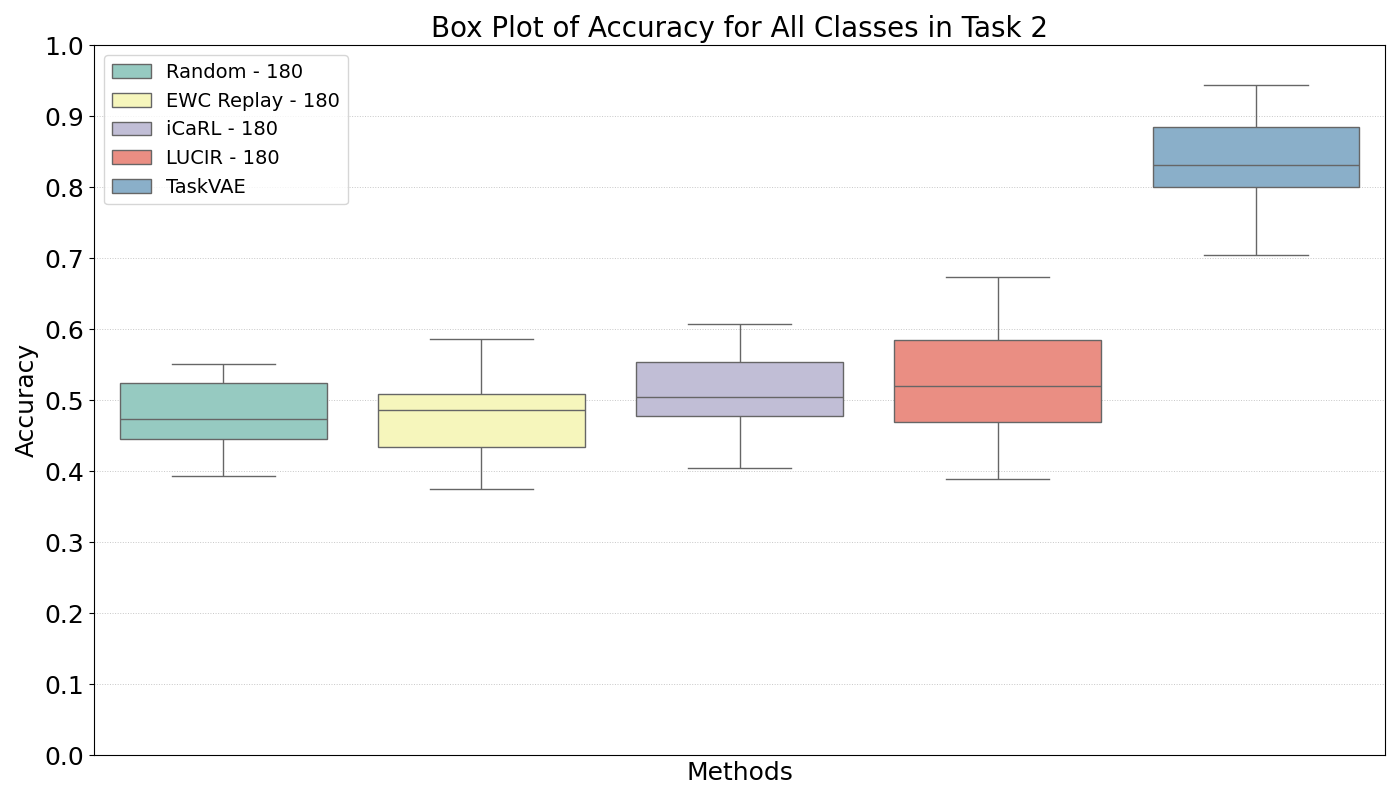 Box Plot of Accuracy for All Classes in Task 2
1.0
0.9
0.8
0.7
0.6
0.5
0.4
0.3
0.2
0.1
0.0
Accuracy
Random - 180
EWC Replay - 180
iCaRL - 180
LUCIR - 180
TaskVAE
Methods